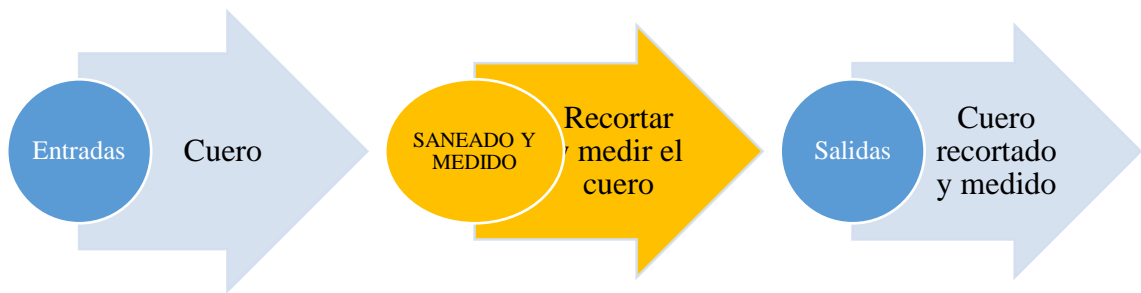 Entradas
Cuero
SANEADO Y
MEDIDO
Recortar
y medir el
cuero
Salidas
Cuero
recortado
y medido